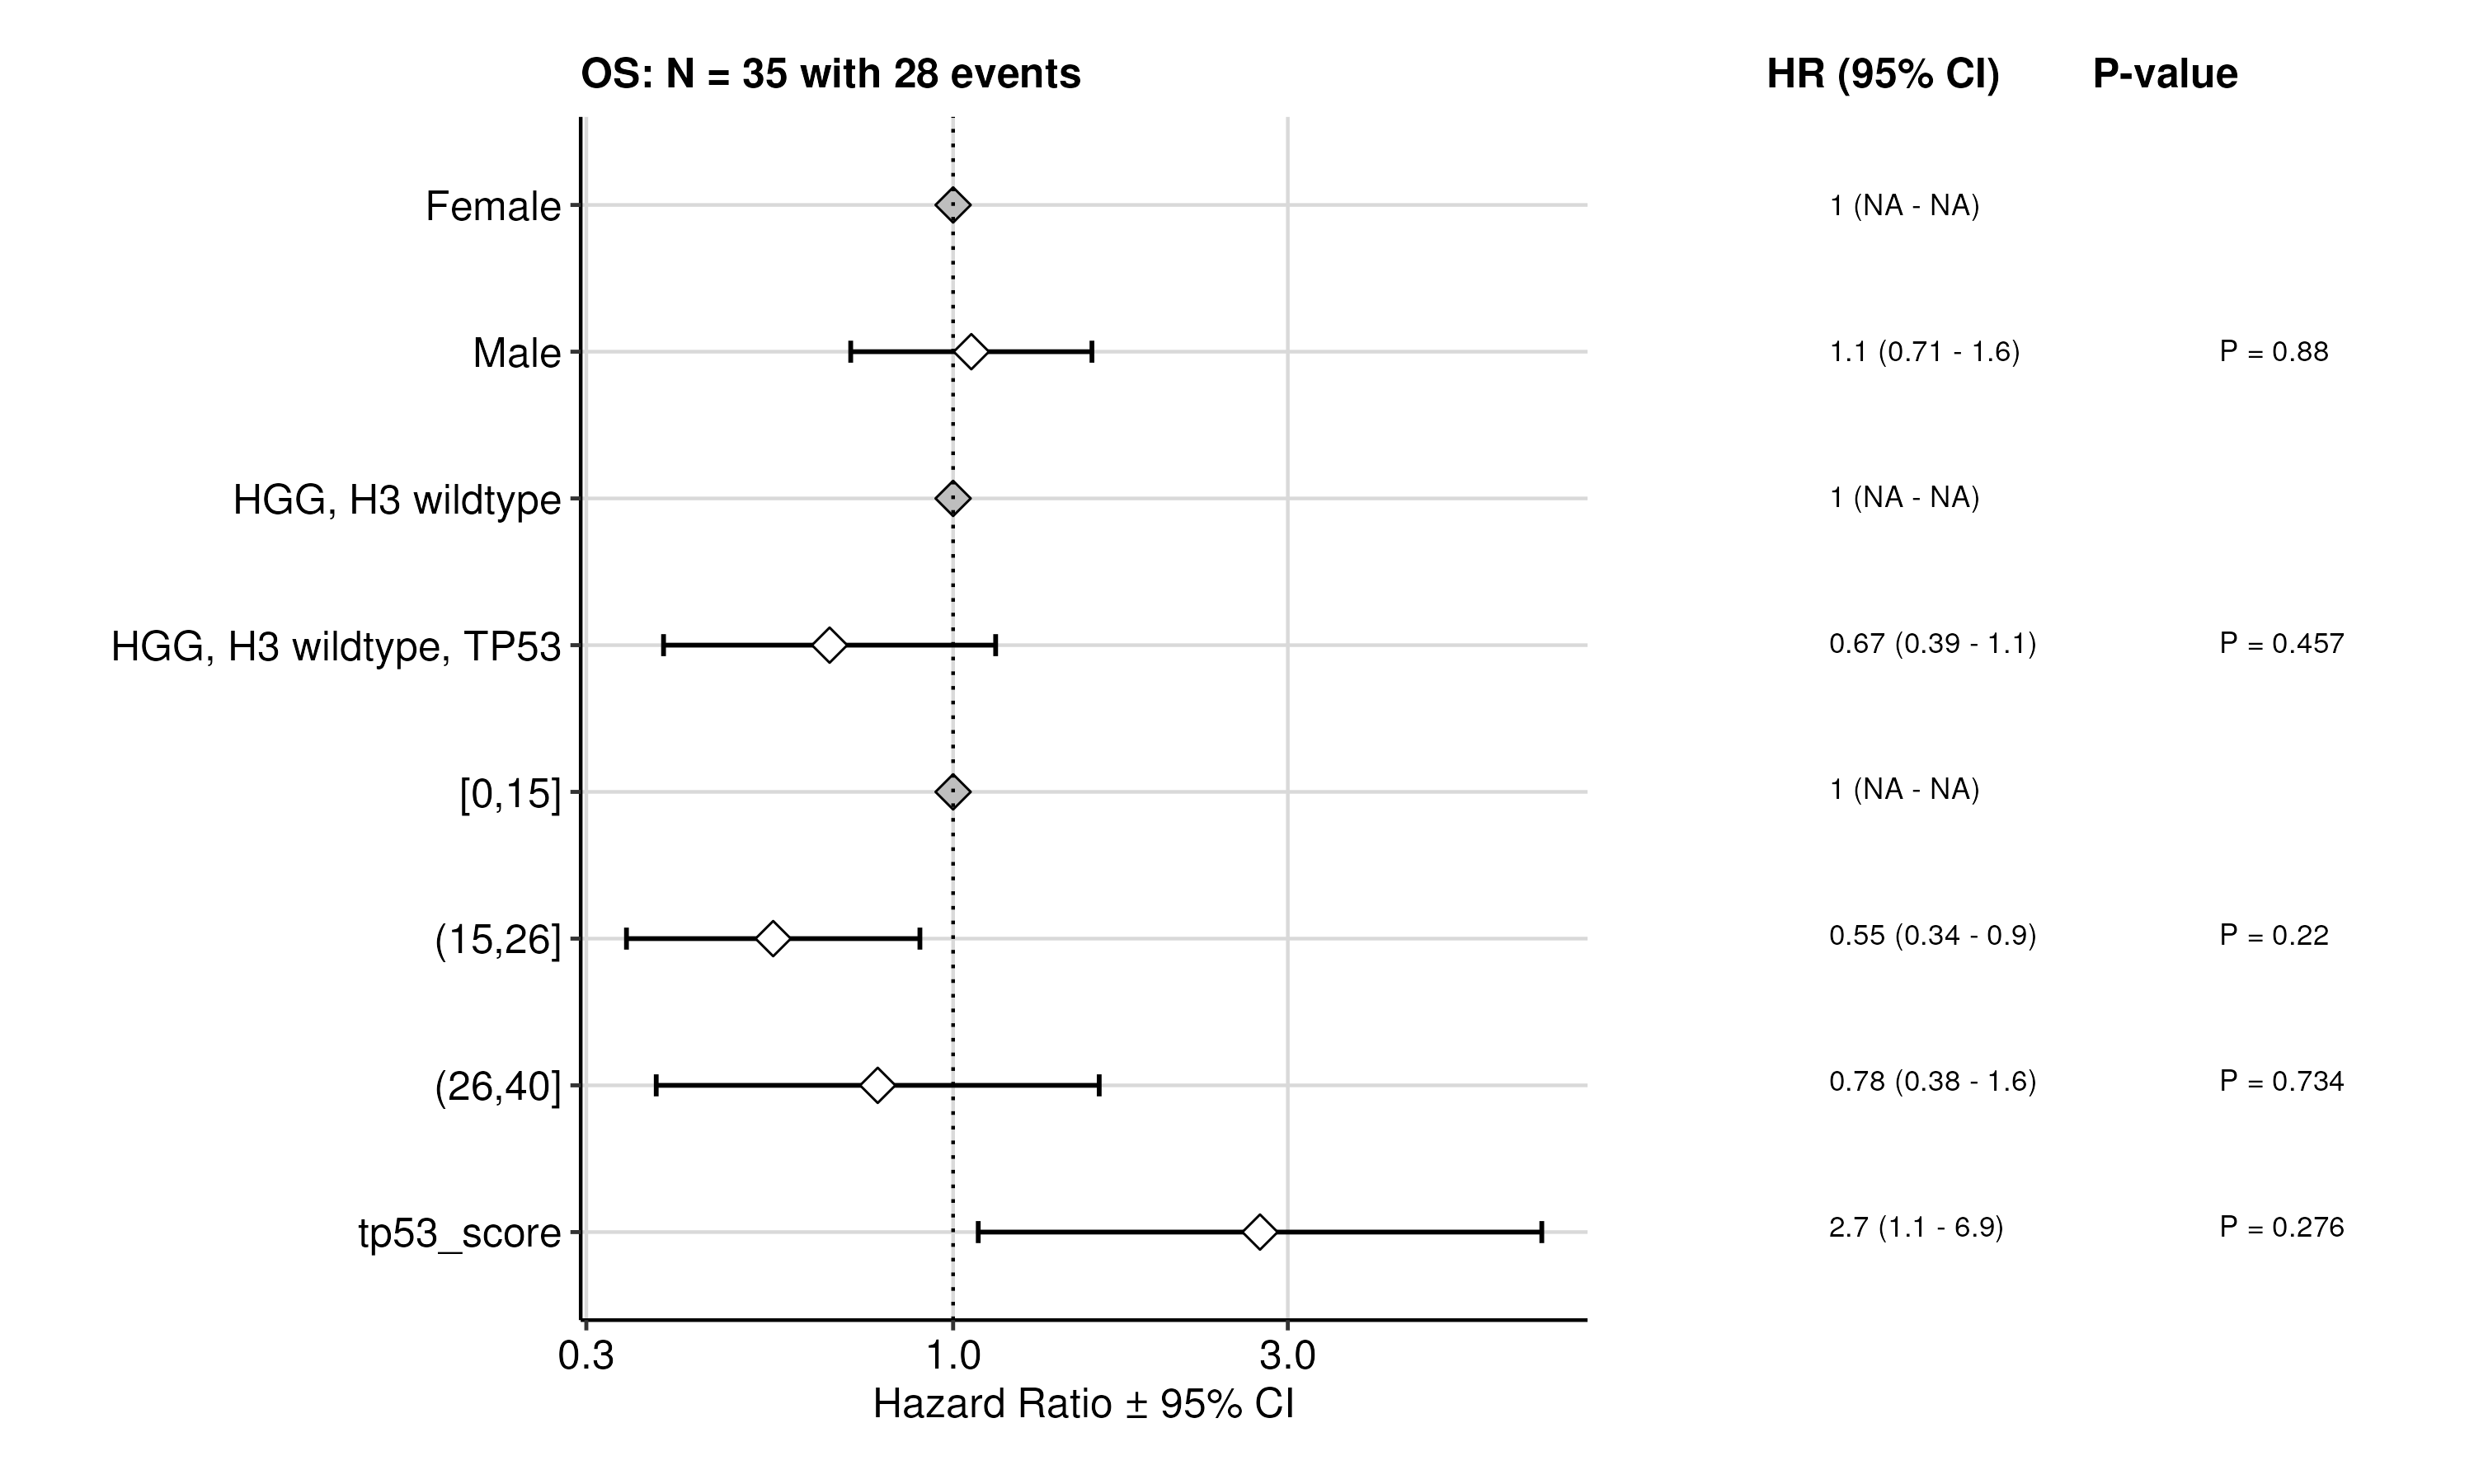 OS: N = 35 with 28 events HR (95% CI) P-value
Female 1 (NA - NA)
Male 1.1 (0.71 - 1.6) P = 0.88
HGG, H3 wildtype 1 (NA - NA)
HGG, H3 wildtype, TP53 0.67 (0.39 - 1.1) P = 0.457
[0,15] 1 (NA - NA)
(15,26] 0.55 (0.34 - 0.9) P = 0.22
(26,40] 0.78 (0.38 - 1.6) P = 0.734
tp53_score 2.7 (1.1 - 6.9) P = 0.276
0.3 1.0 3.0
Hazard Ratio ± 95% CI